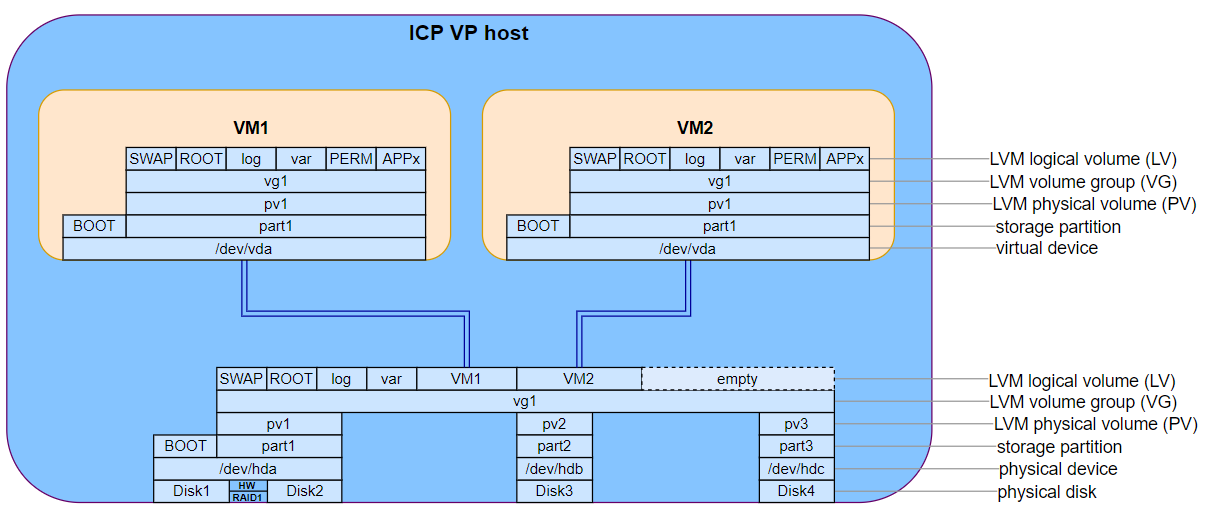 ICP VP host
VM1
VM2
SWAP ROOT log var PERM APPx
SWAP ROOT log var PERM APPx
LVM logical volume (LV)
vg1
vg1
LVM volume group (VG)
pv1
pv1
LVM physical volume (PV)
BOOT part1
BOOT part1
storage partition
/dev/vda
/dev/vda
virtual device
SWAP ROOT log var VM1 VM2 empty
LVM logical volume (LV)
vg1
LVM volume group (VG)
pv1 pv2 pv3
LVM physical volume (PV)
BOOT part1 part2 part3
storage partition
/dev/hda /dev/hdb /dev/hdc
physical device
Disk1 HW RAID1 Disk2 Disk3 Disk4
physical disk